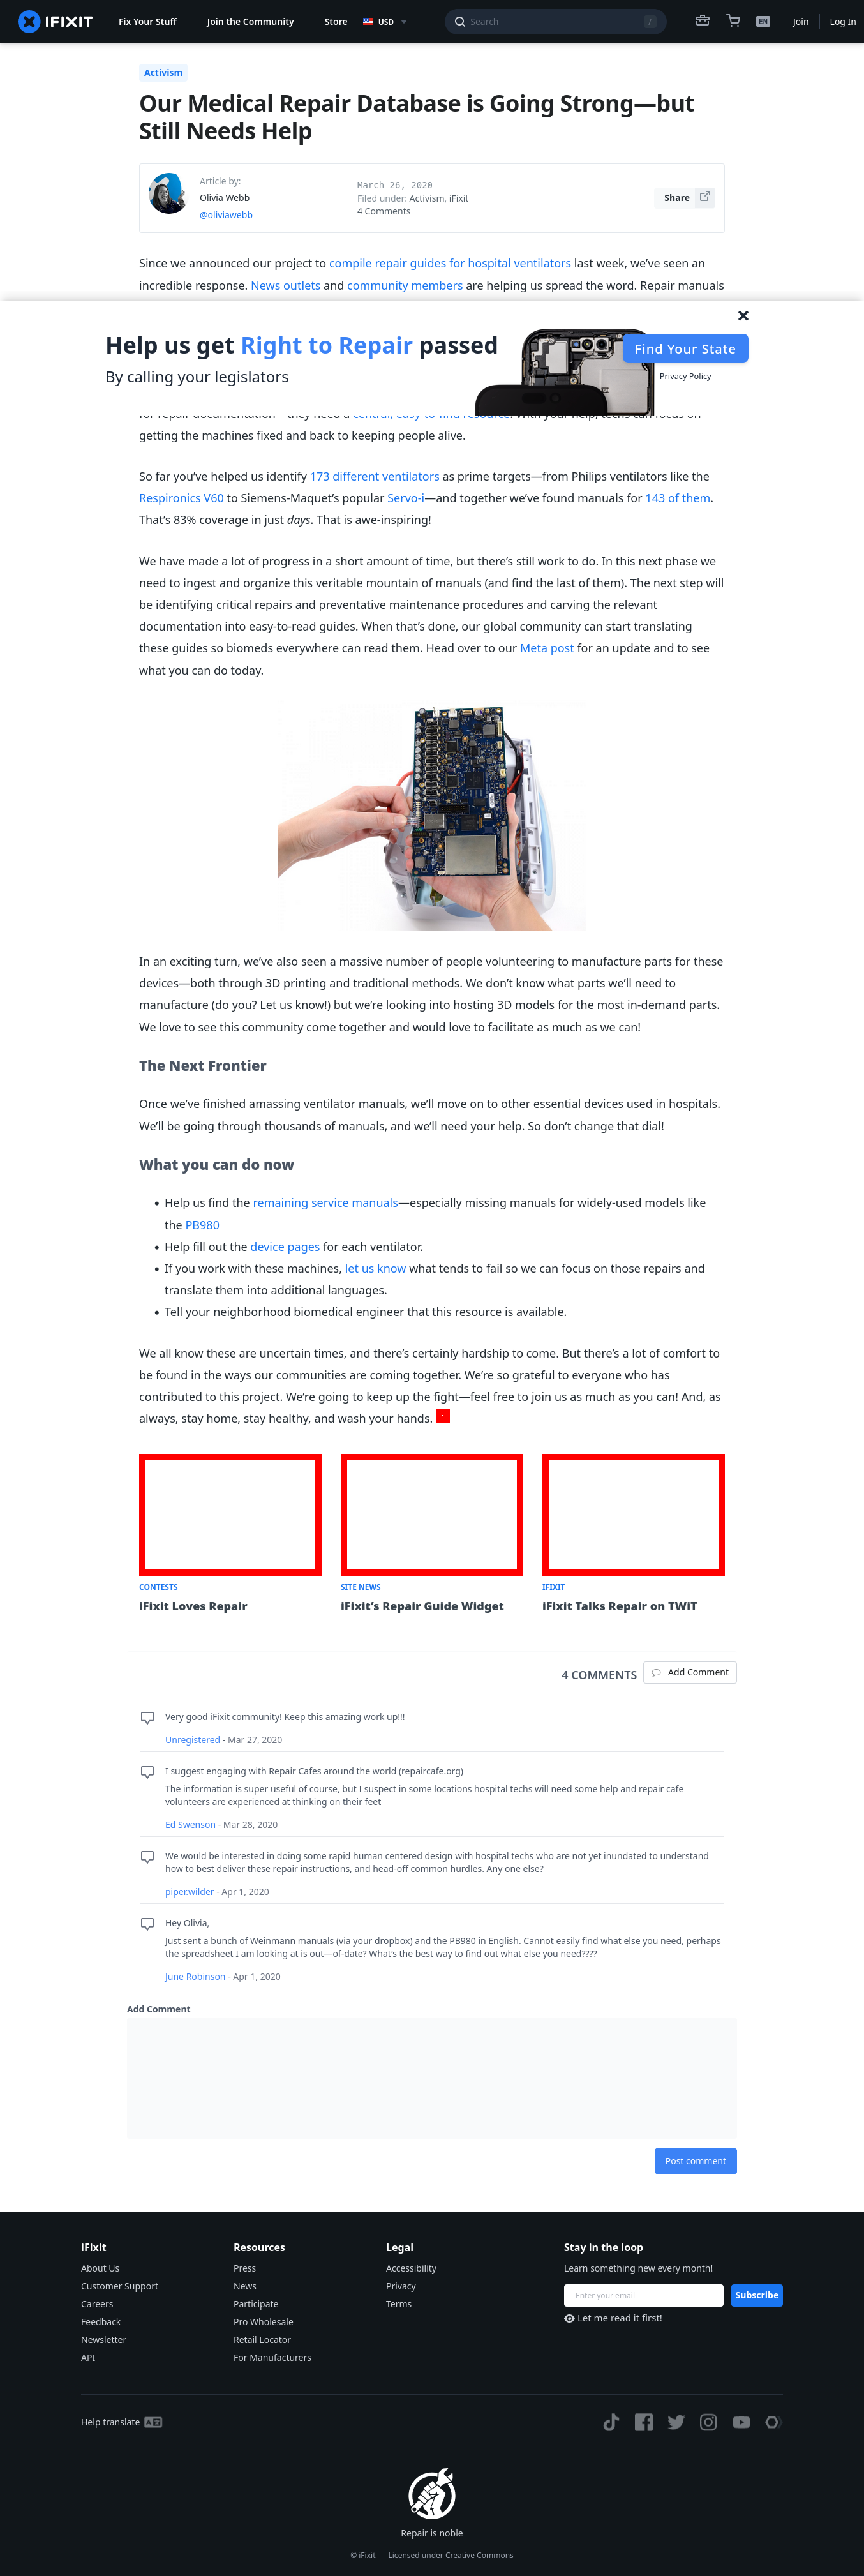 IFIXIT
Fix Your Stuff
Join the Community
Store
USD
Search
/
EN
Join
Log In
Activism
Our Medical Repair Database is Going Strong—but
Still Needs Help
Article by:
Olivia Webb
@oliviawebb
March 26, 2020
Filed under: Activism, iFixit
4 Comments
Share
Since we announced our project to compile repair guides for hospital ventilators last week, we’ve seen an
incredible response. News outlets and community members are helping us spread the word. Repair manuals
Help us get Right to Repair passed
By calling your legislators
Find Your State
Privacy Policy
for repair documentation—they need a central, easy-to-find resource. With your help, techs can focus on
getting the machines fixed and back to keeping people alive.
So far you’ve helped us identify 173 different ventilators as prime targets—from Philips ventilators like the
Respironics V60 to Siemens-Maquet’s popular Servo-i—and together we’ve found manuals for 143 of them.
That’s 83% coverage in just days. That is awe-inspiring!
We have made a lot of progress in a short amount of time, but there’s still work to do. In this next phase we
need to ingest and organize this veritable mountain of manuals (and find the last of them). The next step will
be identifying critical repairs and preventative maintenance procedures and carving the relevant
documentation into easy-to-read guides. When that’s done, our global community can start translating
these guides so biomeds everywhere can read them. Head over to our Meta post for an update and to see
what you can do today.
In an exciting turn, we’ve also seen a massive number of people volunteering to manufacture parts for these
devices—both through 3D printing and traditional methods. We don’t know what parts we’ll need to
manufacture (do you? Let us know!) but we’re looking into hosting 3D models for the most in-demand parts.
We love to see this community come together and would love to facilitate as much as we can!
The Next Frontier
Once we’ve finished amassing ventilator manuals, we’ll move on to other essential devices used in hospitals.
We’ll be going through thousands of manuals, and we’ll need your help. So don’t change that dial!
What you can do now
• Help us find the remaining service manuals—especially missing manuals for widely-used models like
the PB980
• Help fill out the device pages for each ventilator.
• If you work with these machines, let us know what tends to fail so we can focus on those repairs and
translate them into additional languages.
• Tell your neighborhood biomedical engineer that this resource is available.
We all know these are uncertain times, and there’s certainly hardship to come. But there’s a lot of comfort to
be found in the ways our communities are coming together. We’re so grateful to everyone who has
contributed to this project. We’re going to keep up the fight—feel free to join us as much as you can! And, as
always, stay home, stay healthy, and wash your hands.
CONTESTS
iFixit Loves Repair
SITE NEWS
iFixit’s Repair Guide Widget
IFIXIT
iFixit Talks Repair on TWiT
4 COMMENTS
Add Comment
Very good iFixit community! Keep this amazing work up!!!
Unregistered - Mar 27, 2020
I suggest engaging with Repair Cafes around the world (repaircafe.org)
The information is super useful of course, but I suspect in some locations hospital techs will need some help and repair cafe
volunteers are experienced at thinking on their feet
Ed Swenson - Mar 28, 2020
We would be interested in doing some rapid human centered design with hospital techs who are not yet inundated to understand
how to best deliver these repair instructions, and head-off common hurdles. Any one else?
piper.wilder - Apr 1, 2020
Hey Olivia,
Just sent a bunch of Weinmann manuals (via your dropbox) and the PB980 in English. Cannot easily find what else you need, perhaps
the spreadsheet I am looking at is out—of-date? What’s the best way to find out what else you need????
June Robinson - Apr 1, 2020
Add Comment
Post comment
iFixit
About Us
Customer Support
Careers
Feedback
Newsletter
API
Resources
Press
News
Participate
Pro Wholesale
Retail Locator
For Manufacturers
Legal
Accessibility
Privacy
Terms
Stay in the loop
Learn something new every month!
Enter your email
Subscribe
Let me read it first!
Help translate
Repair is noble
© iFixit — Licensed under Creative Commons